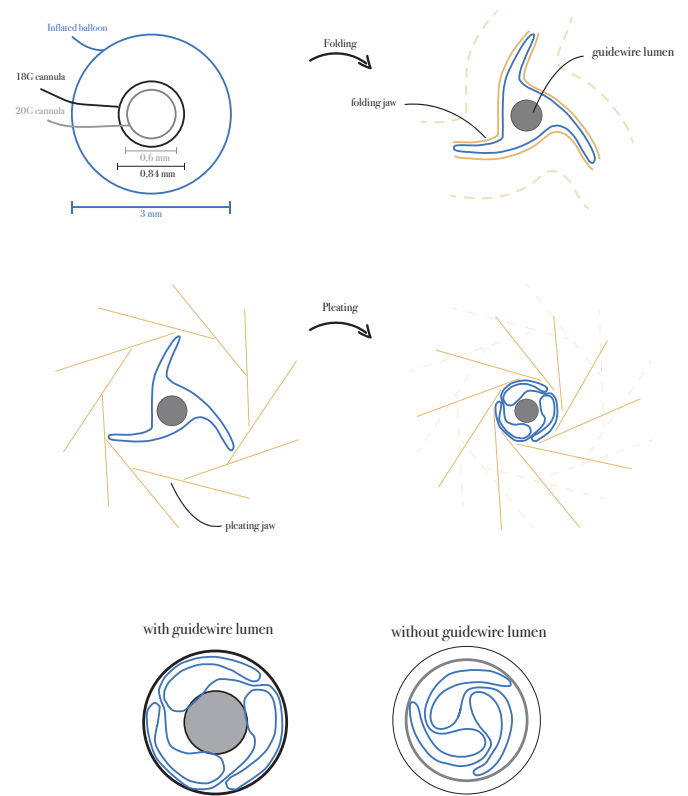 Inflated balloon
Folding
guidewire lumen
18G cannula
folding jaw
20G cannula
0,6 mm
0,84 mm
3 mm
Pleating
pleating jaw
with guidewire lumen
without guidewire lumen